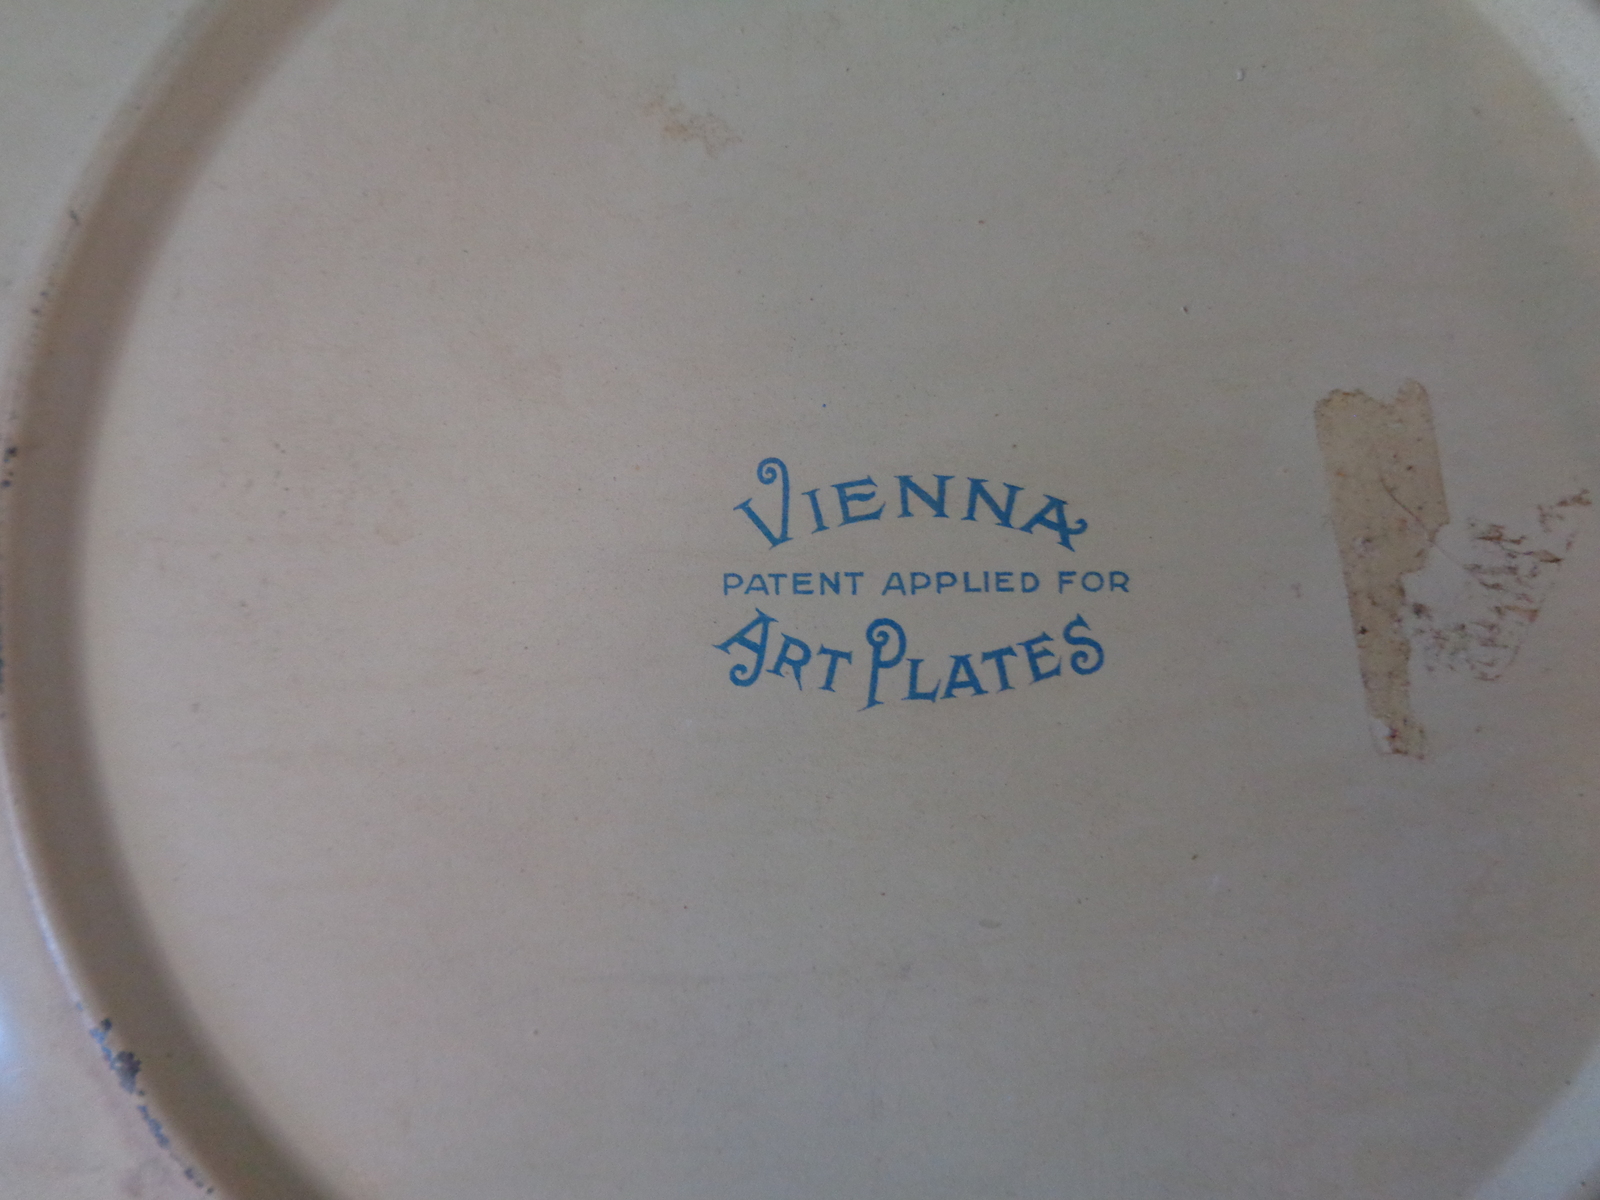 VIENNA
PATENT APPLIED FOR
ART PLATES